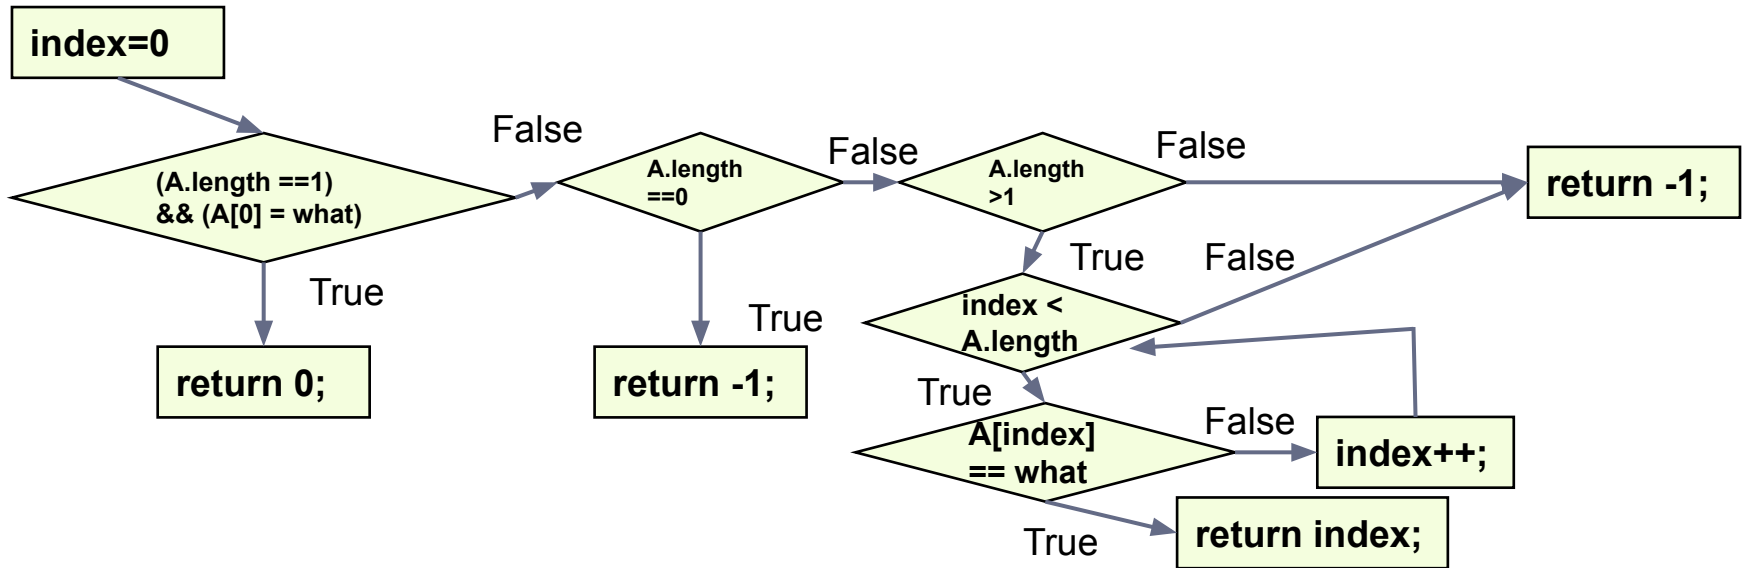 index=0
False
(A.length ==1)
&& (A[0] = what)
True
return 0;
A.length
==0
False
True
return -1;
A.length
>1
False
return -1;
True
False
index <
A.length
True
A[index]
== what
False
index++;
True
return index;